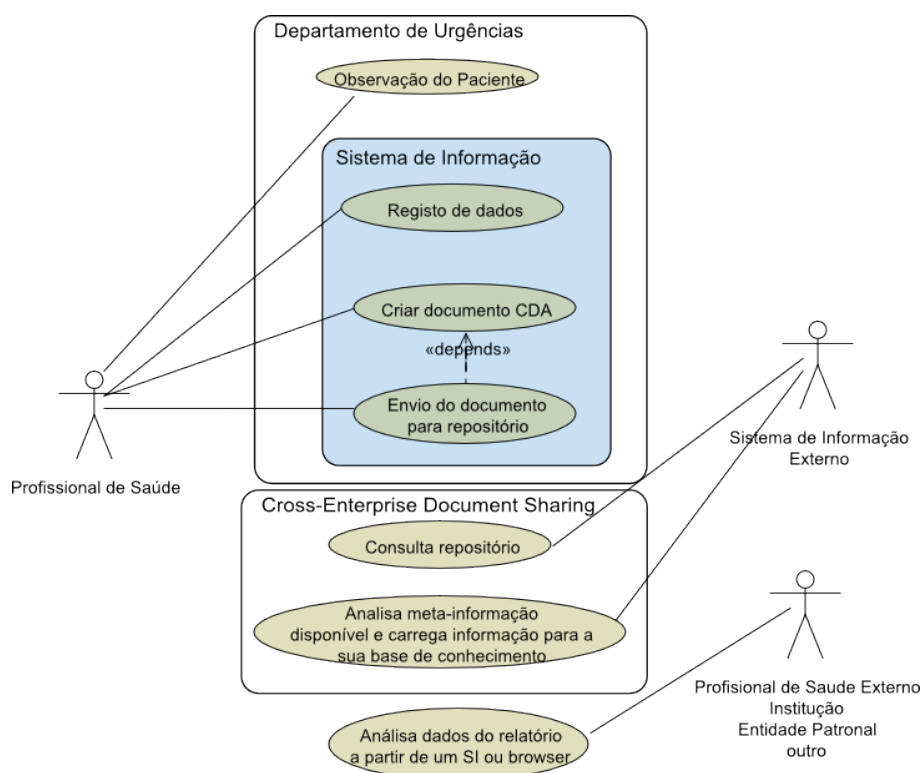 Departamento de Urgências
Observação do Paciente
Sistema de Informação
Registo de dados
Criar documento CDA
«depends»
Envio do documento
para repositório
Profissional de Saúde
Sistema de Informação
Externo
Cross-Enterprise Document Sharing
Consulta repositório
Analisa meta-informação
disponível e carrega informação para a
sua base de conhecimento
Profisional de Saude Externo
Institução
Entidade Patronal
outro
Análisa dados do relatório
a partir de um SI ou browser